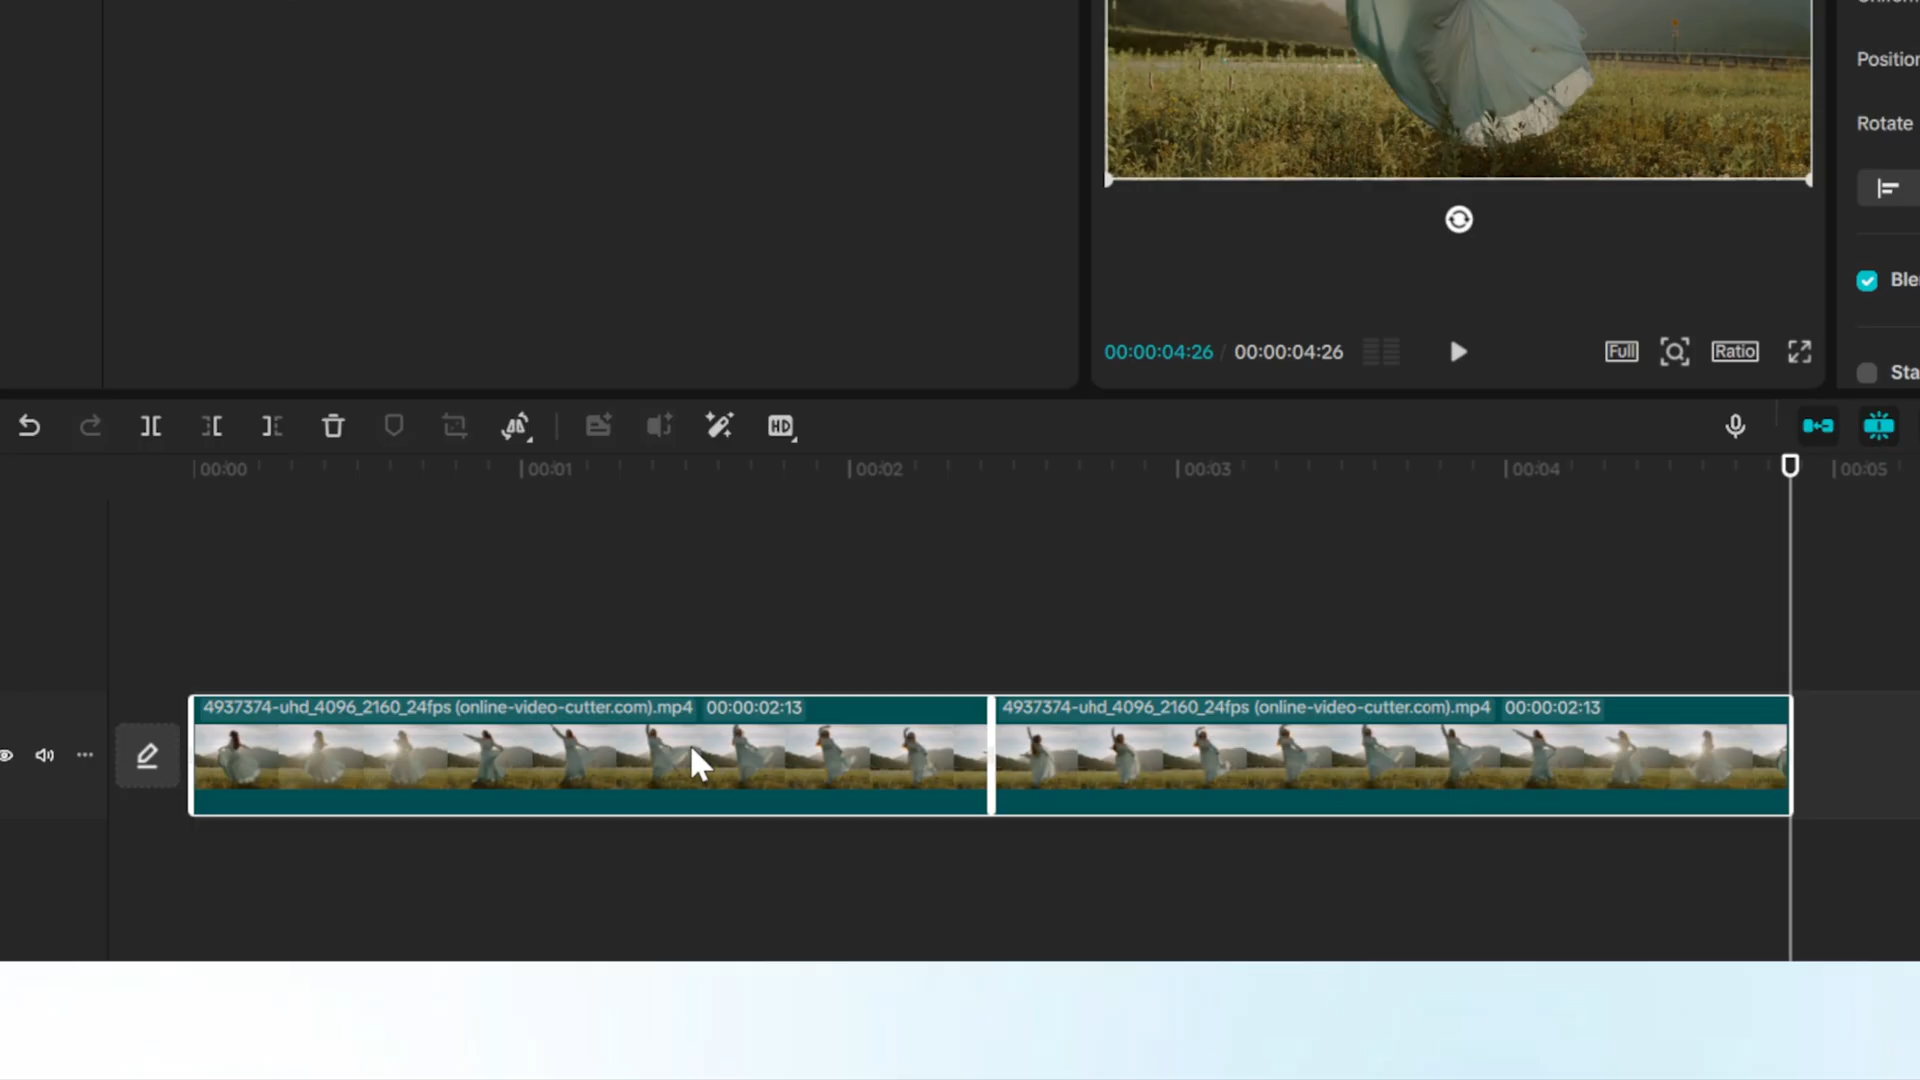 Position
Rotate
Ble
00:00:04:26 / 00:00:04:26
Full
Ratio
Sta
HD
00:00
00:01
00:02
00:03
00:04
00:05
4937374-uhd_4096_2160_24fps (online-video-cutter.com).mp4 00:00:02:13
4937374-uhd_4096_2160_24fps (online-video-cutter.com).mp4 00:00:02:13